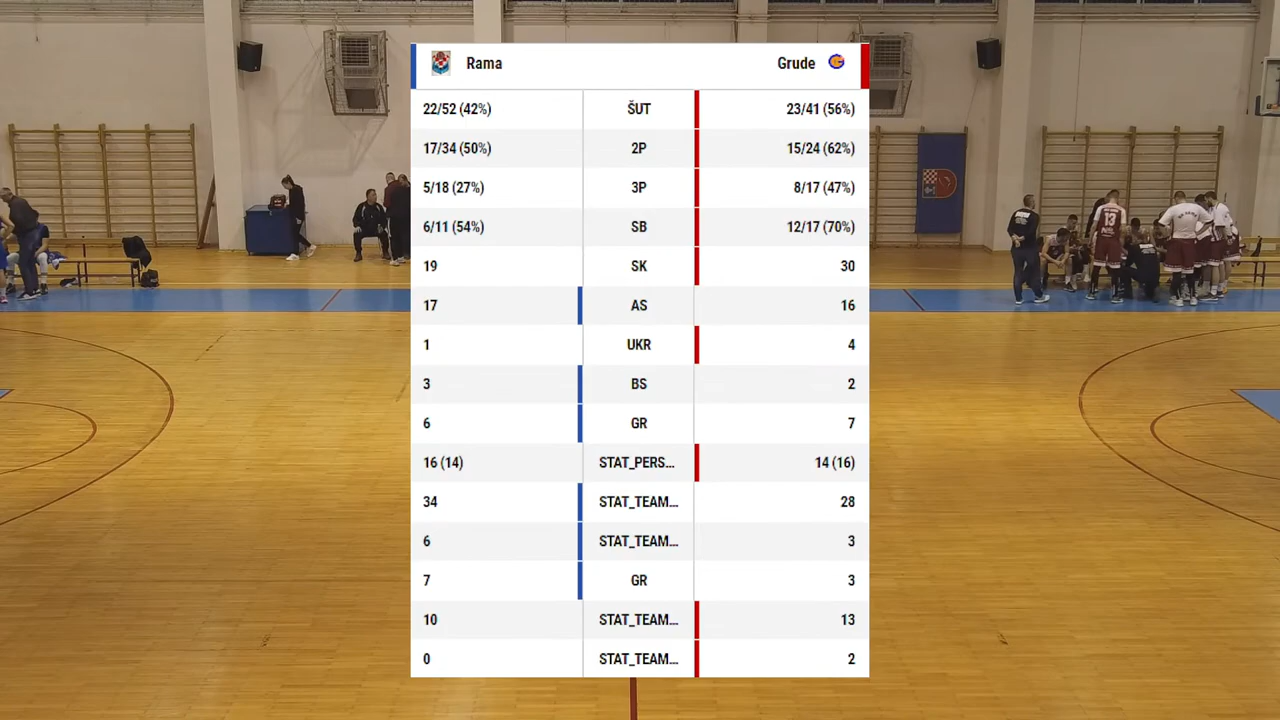 Rama Grude
22/52 (42%) ŠUT 23/41 (56%)
17/34 (50%) 2P 15/24 (62%)
5/18 (27%) 3P 8/17 (47%)
6/11 (54%) SB 12/17 (70%)
19 SK 30
17 AS 16
1 UKR 4
3 BS 2
6 GR 7
16 (14) STAT_PERS... 14 (16)
34 STAT_TEAM... 28
6 STAT_TEAM... 3
7 GR 3
10 STAT_TEAM... 13
0 STAT_TEAM... 2
13